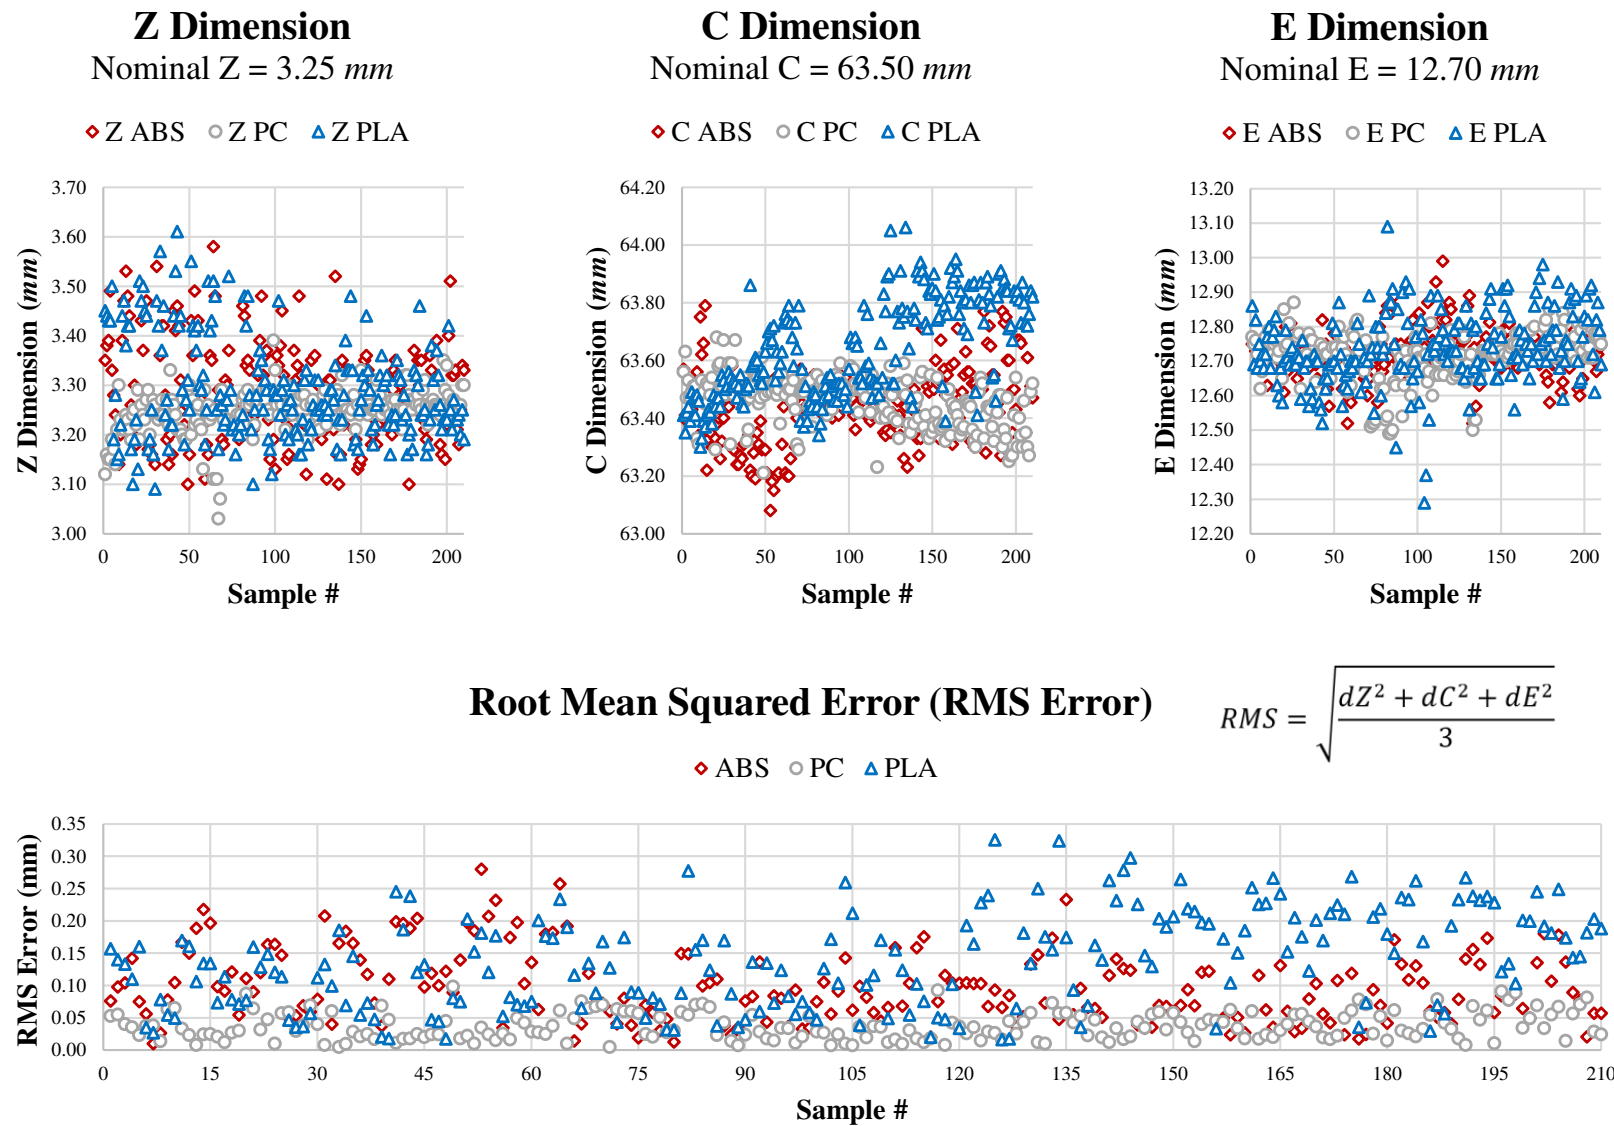 Z Dimension
Nominal Z = 3.25 mm
Z ABS Z PC Z PLA
3.70
3.60
3.50
3.40
3.30
3.20
3.10
3.00
Z Dimension (mm)
0 50 100 150 200
Sample #
C Dimension
Nominal C = 63.50 mm
C ABS C PC C PLA
64.20
64.00
63.80
63.60
63.40
63.20
63.00
C Dimension (mm)
0 50 100 150 200
Sample #
E Dimension
Nominal E = 12.70 mm
E ABS E PC E PLA
13.20
13.10
13.00
12.90
12.80
12.70
12.60
12.50
12.40
12.30
12.20
E Dimension (mm)
0 50 100 150 200
Sample #
Root Mean Squared Error (RMS Error)
RMS = √((dZ² + dC² + dE²)/3)
ABS PC PLA
0.35
0.30
0.25
0.20
0.15
0.10
0.05
0.00
RMS Error (mm)
0 15 30 45 60 75 90 105 120 135 150 165 180 195 210
Sample #